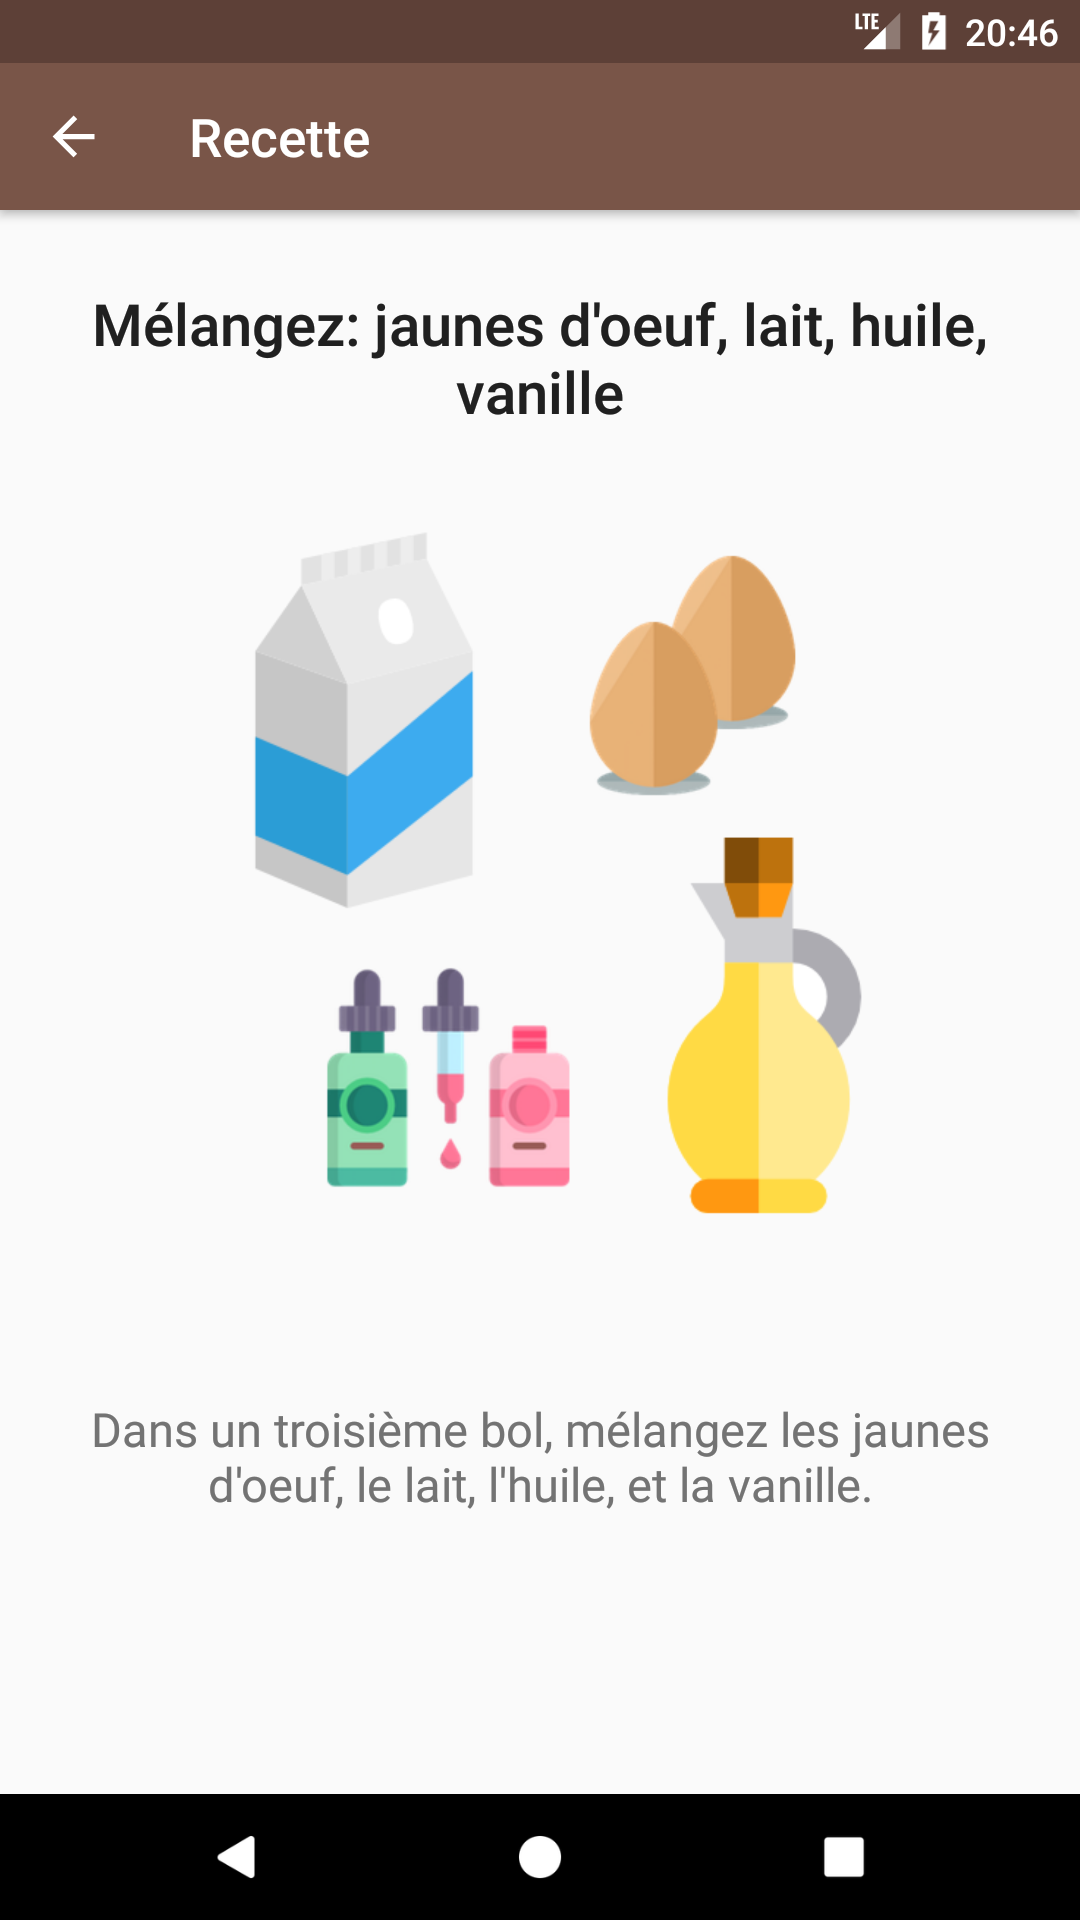 LTE 20:46
Recette
Mélangez: jaunes d'oeuf, lait, huile,
vanille
Dans un troisième bol, mélangez les jaunes
d'oeuf, le lait, l'huile, et la vanille.